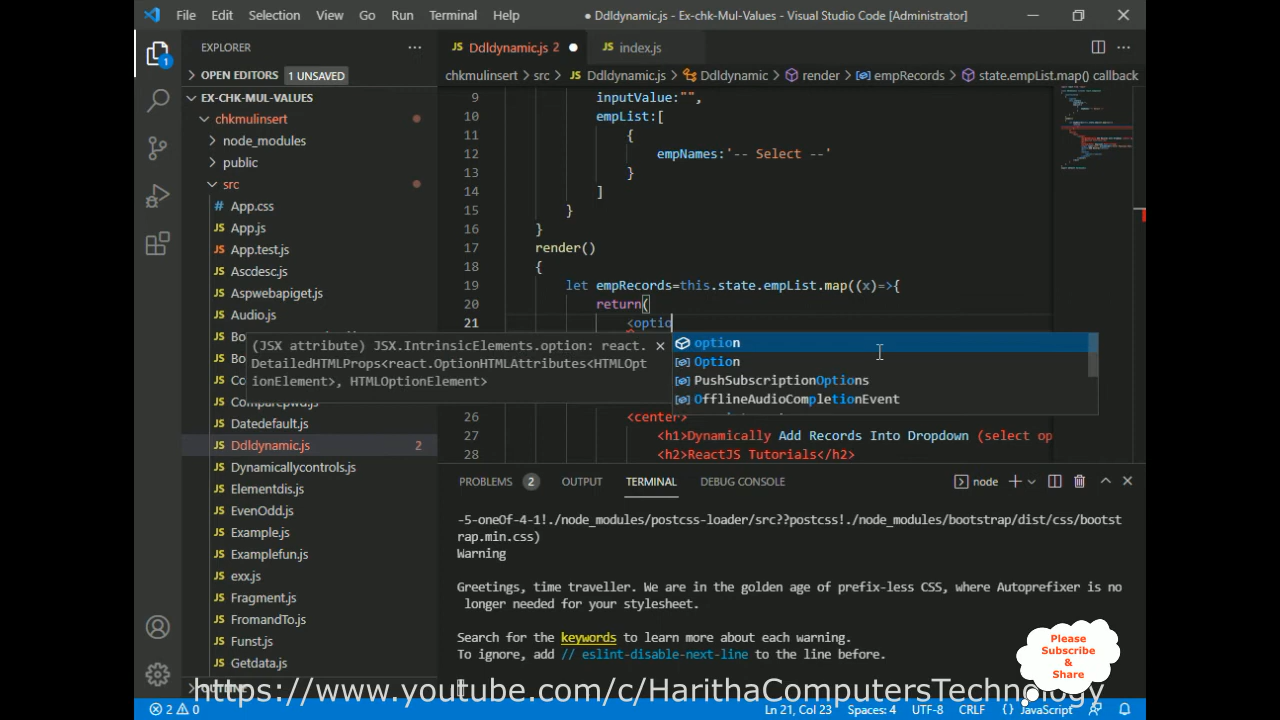 File Edit Selection View Go Run Terminal Help ● Ddldynamic.js - Ex-chk-Mul-Values - Visual Studio Code [Administrator]
EXPLORER
OPEN EDITORS 1 UNSAVED
EX-CHK-MUL-VALUES
chkmulinsert
node_modules
public
src
App.css
App.js
App.test.js
Ascdesc.js
Aspwebapiget.js
Audio.js
Datedefault.js
Ddldynamic.js 2
Dynamicallycontrols.js
Elementdis.js
EvenOdd.js
Example.js
Examplefun.js
exx.js
Fragment.js
FromandTo.js
Funst.js
Getdata.js
Ddldynamic.js 2 ● index.js
chkmulinsert > src > JS Ddldynamic.js > Ddldynamic > render > empRecords > state.empList.map() callback
9 inputValue:"",
10 empList:[
11 {
12 empNames:'-- Select --'
13 }
14 ]
15 }
16 }
17 render()
18 {
19 let empRecords=this.state.empList.map((x)=>{
20 return(
21 <optio
(JSX attribute) JSX.IntrinsicElements.option: react.
DetailedHTMLProps<react.OptionHTMLAttributes<HTMLOpt
ionElement>, HTMLOptionElement>
option
Option
PushSubscriptionOptions
OfflineAudioCompletionEvent
26 <center>
27 <h1>Dynamically Add Records Into Dropdown (select op
28 <h2>ReactJS Tutorials</h2>
PROBLEMS 2 OUTPUT TERMINAL DEBUG CONSOLE node
-5-oneOf-4-1!./node_modules/postcss-loader/src??postcss!./node_modules/bootstrap/dist/css/bootst
rap.min.css)
Warning
Greetings, time traveller. We are in the golden age of prefix-less CSS, where Autoprefixer is no
longer needed for your stylesheet.
Search for the keywords to learn more about each warning.
To ignore, add // eslint-disable-next-line to the line before.
Please
Subscribe
&
Share
https://www.youtube.com/c/HarithaComputersTechnology
2 0 Ln 21, Col 23 Spaces: 4 UTF-8 CRLF {} JavaScript